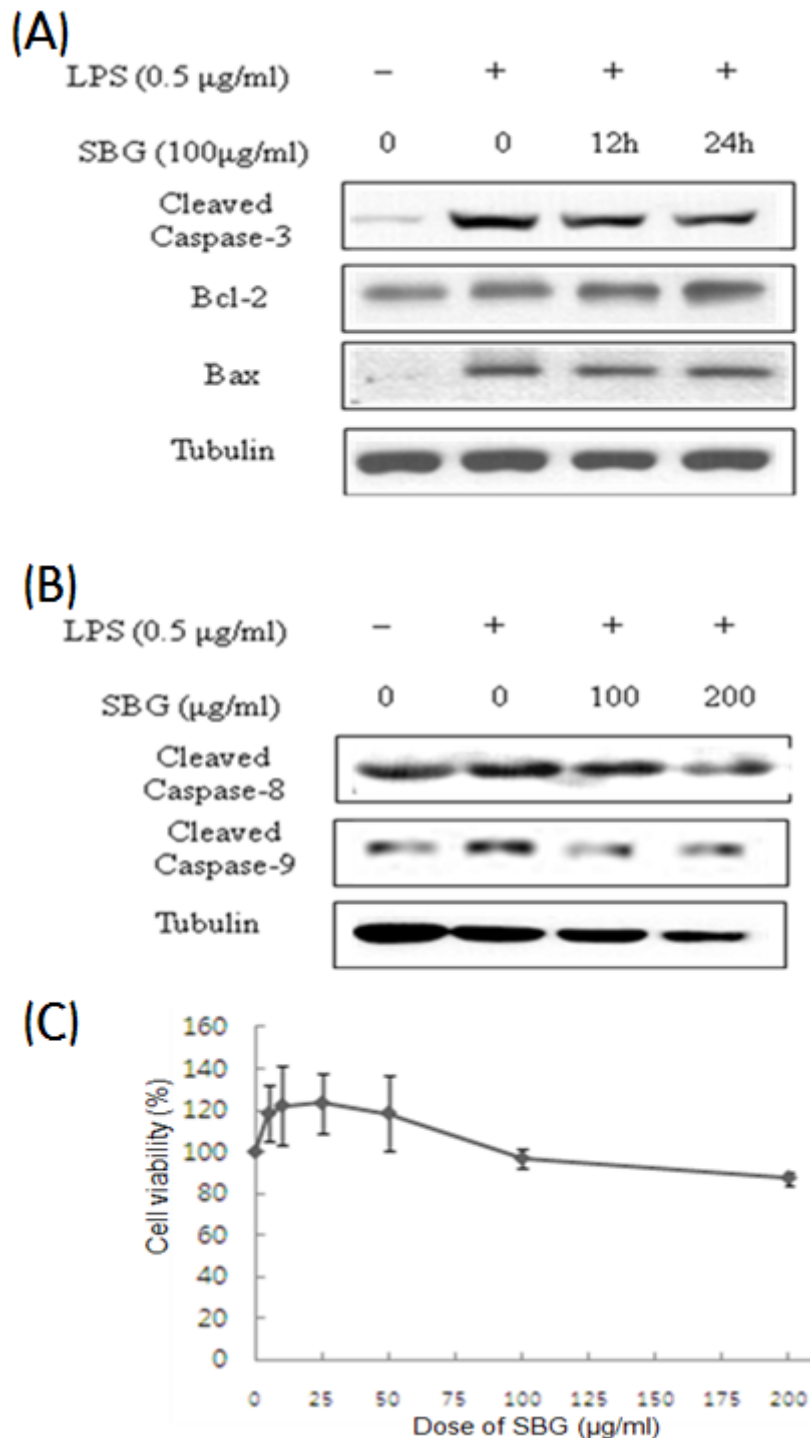 (A)
LPS (0.5 µg/ml) – + + +
SBG (100µg/ml) 0 0 12h 24h
Cleaved
Caspase-3
Bcl-2
Bax
Tubulin
(B)
LPS (0.5 µg/ml) – + + +
SBG (µg/ml) 0 0 100 200
Cleaved
Caspase-8
Cleaved
Caspase-9
Tubulin
(C)
Cell viability (%)
160
140
120
100
80
60
40
20
0
0 25 50 75 100 125 150 175 200
Dose of SBG (µg/ml)